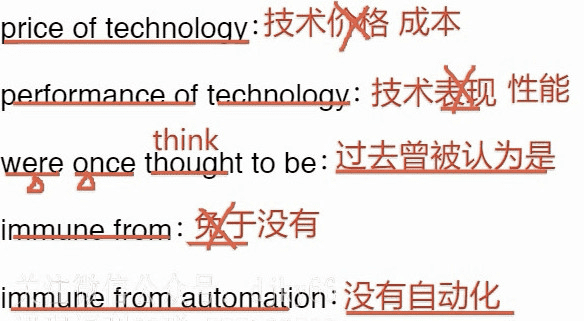 price of technology:技术价格 成本
performance of technology: 技术表现 性能
think
were once thought to be: 过去曾被认为是
immune from: 免于没有
immune from automation: 没有自动化